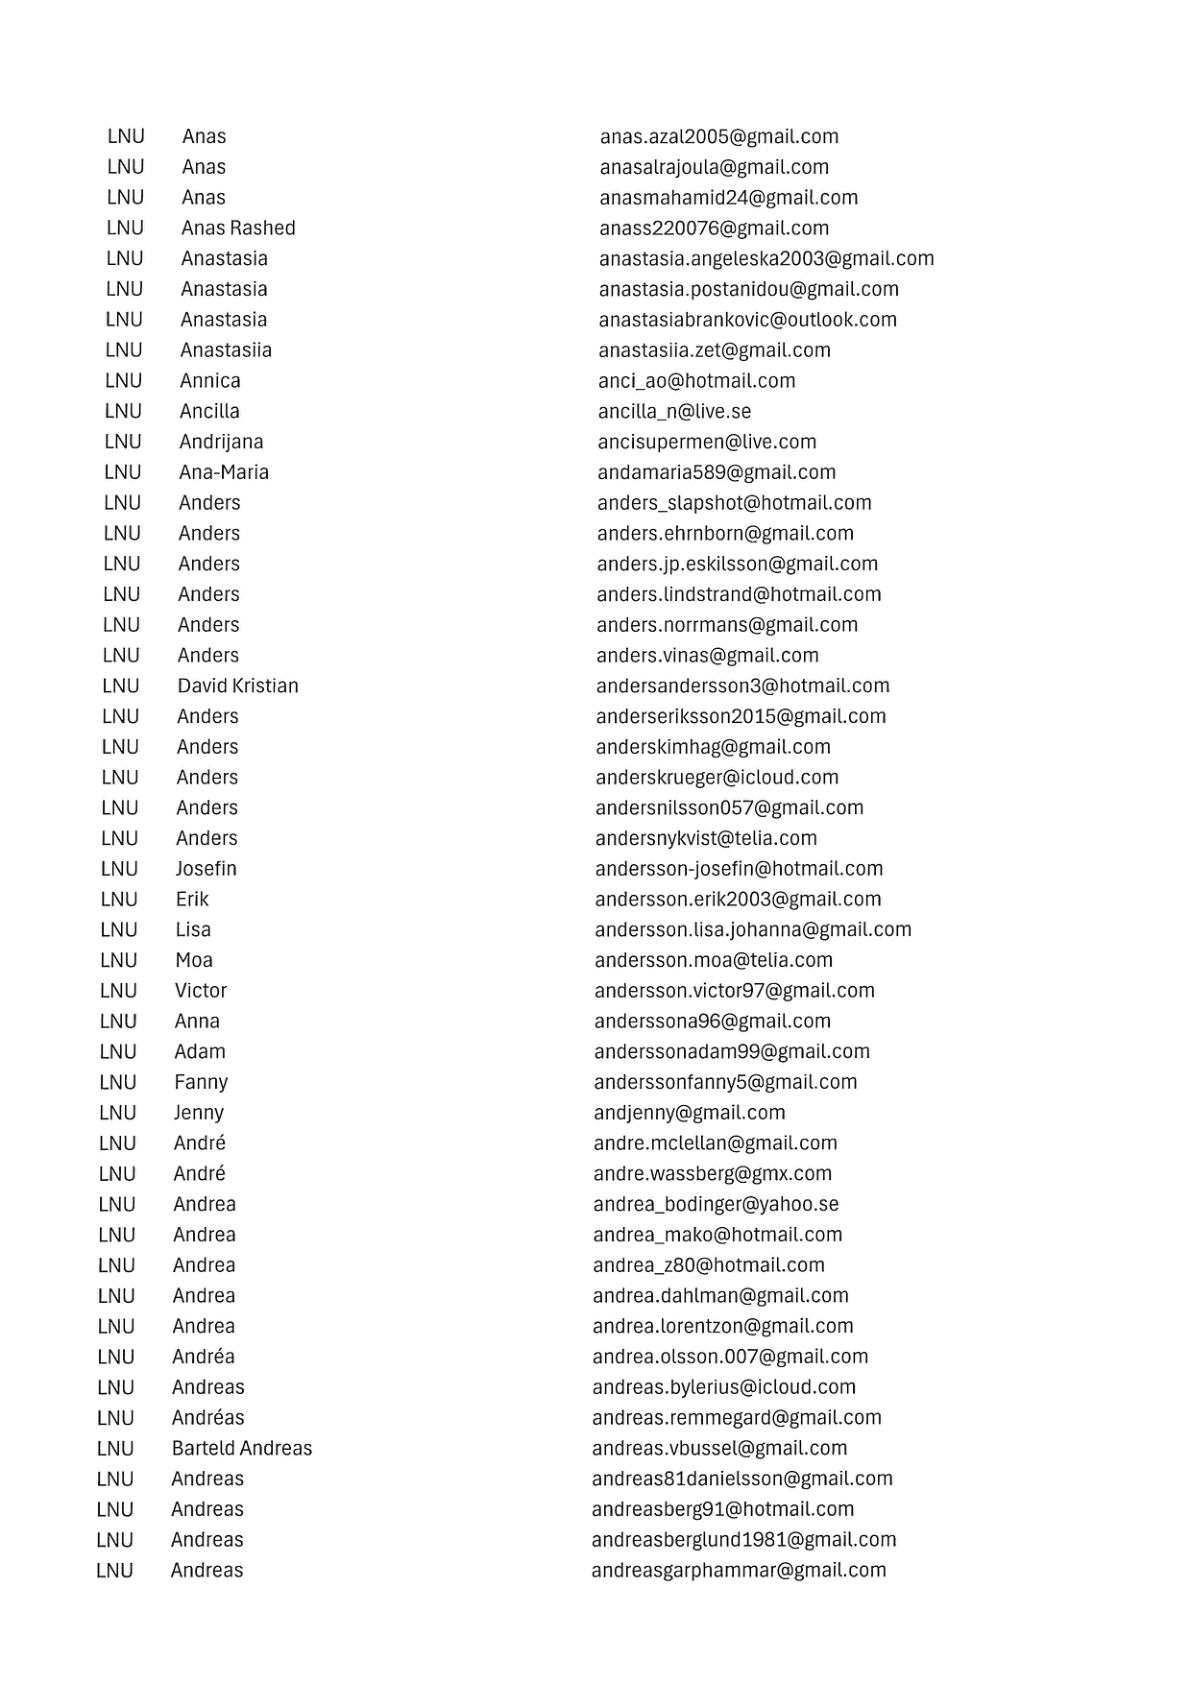 LNU Anas anas.azal2005@gmail.com
LNU Anas anasalrajoula@gmail.com
LNU Anas anasmahamid24@gmail.com
LNU Anas Rashed anass220076@gmail.com
LNU Anastasia anastasia.angeleska2003@gmail.com
LNU Anastasia anastasia.postanidou@gmail.com
LNU Anastasia anastasiabrankovic@outlook.com
LNU Anastasiia anastasiia.zet@gmail.com
LNU Annica anci_ao@hotmail.com
LNU Ancilla ancilla_n@live.se
LNU Andrijana ancisupermen@live.com
LNU Ana-Maria andamaria589@gmail.com
LNU Anders anders_slapshot@hotmail.com
LNU Anders anders.ehrnborn@gmail.com
LNU Anders anders.jp.eskilsson@gmail.com
LNU Anders anders.lindstrand@hotmail.com
LNU Anders anders.norrmans@gmail.com
LNU Anders anders.vinas@gmail.com
LNU David Kristian andersandersson3@hotmail.com
LNU Anders anderseriksson2015@gmail.com
LNU Anders anderskimhag@gmail.com
LNU Anders anderskrueger@icloud.com
LNU Anders andersnilsson057@gmail.com
LNU Anders andersnykvist@telia.com
LNU Josefin andersson-josefin@hotmail.com
LNU Erik andersson.erik2003@gmail.com
LNU Lisa andersson.lisa.johanna@gmail.com
LNU Moa andersson.moa@telia.com
LNU Victor andersson.victor97@gmail.com
LNU Anna anderssona96@gmail.com
LNU Adam anderssonadam99@gmail.com
LNU Fanny anderssonfanny5@gmail.com
LNU Jenny andjenny@gmail.com
LNU André andre.mclellan@gmail.com
LNU André andre.wassberg@gmx.com
LNU Andrea andrea_bodinger@yahoo.se
LNU Andrea andrea_mako@hotmail.com
LNU Andrea andrea_z80@hotmail.com
LNU Andrea andrea.dahlman@gmail.com
LNU Andrea andrea.lorentzon@gmail.com
LNU Andréa andrea.olsson.007@gmail.com
LNU Andreas andreas.bylerius@icloud.com
LNU Andréas andreas.remmegard@gmail.com
LNU Barteld Andreas andreas.vbussel@gmail.com
LNU Andreas andreas81danielsson@gmail.com
LNU Andreas andreasberg91@hotmail.com
LNU Andreas andreasberglund1981@gmail.com
LNU Andreas andreasgarphammar@gmail.com